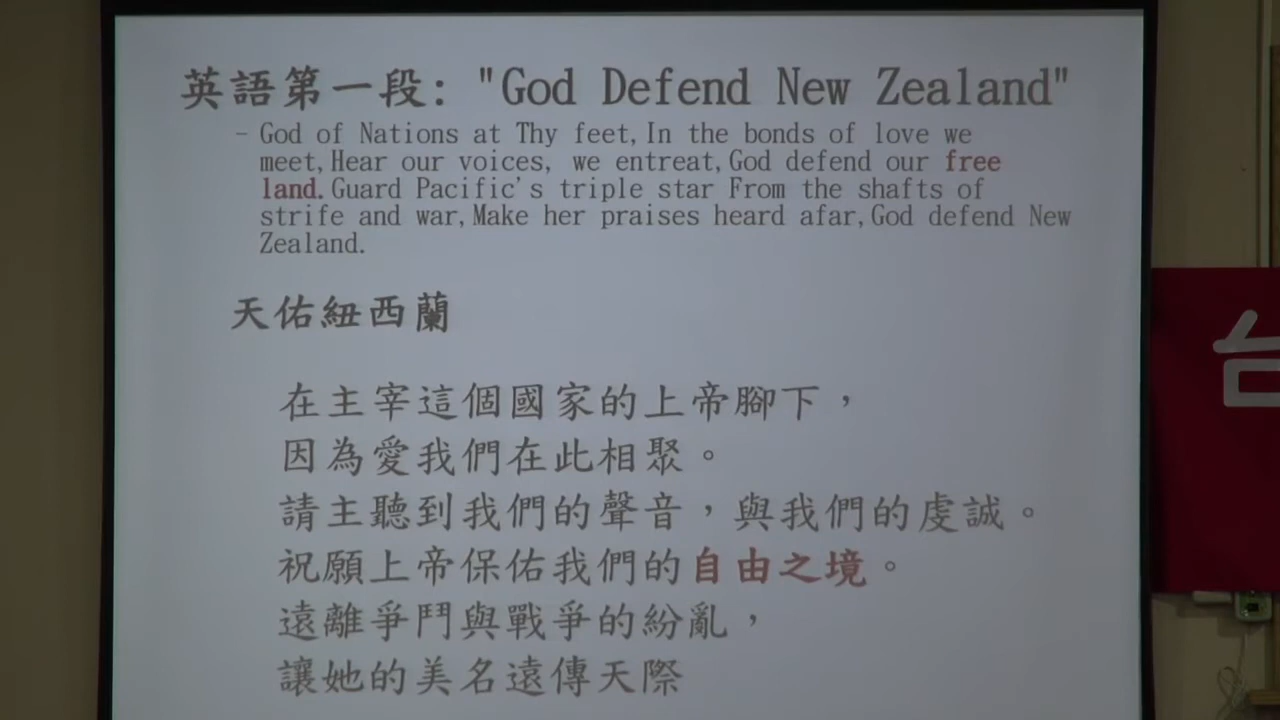 英語第一段: "God Defend New Zealand"
– God of Nations at Thy feet,In the bonds of love we
meet,Hear our voices, we entreat,God defend our free
land.Guard Pacific's triple star From the shafts of
strife and war,Make her praises heard afar,God defend New
Zealand.
天佑紐西蘭
在主宰這個國家的上帝腳下，
因為愛我們在此相聚。
請主聽到我們的聲音，與我們的虔誠。
祝願上帝保佑我們的自由之境。
遠離爭鬥與戰爭的紛亂，
讓她的美名遠傳天際
台